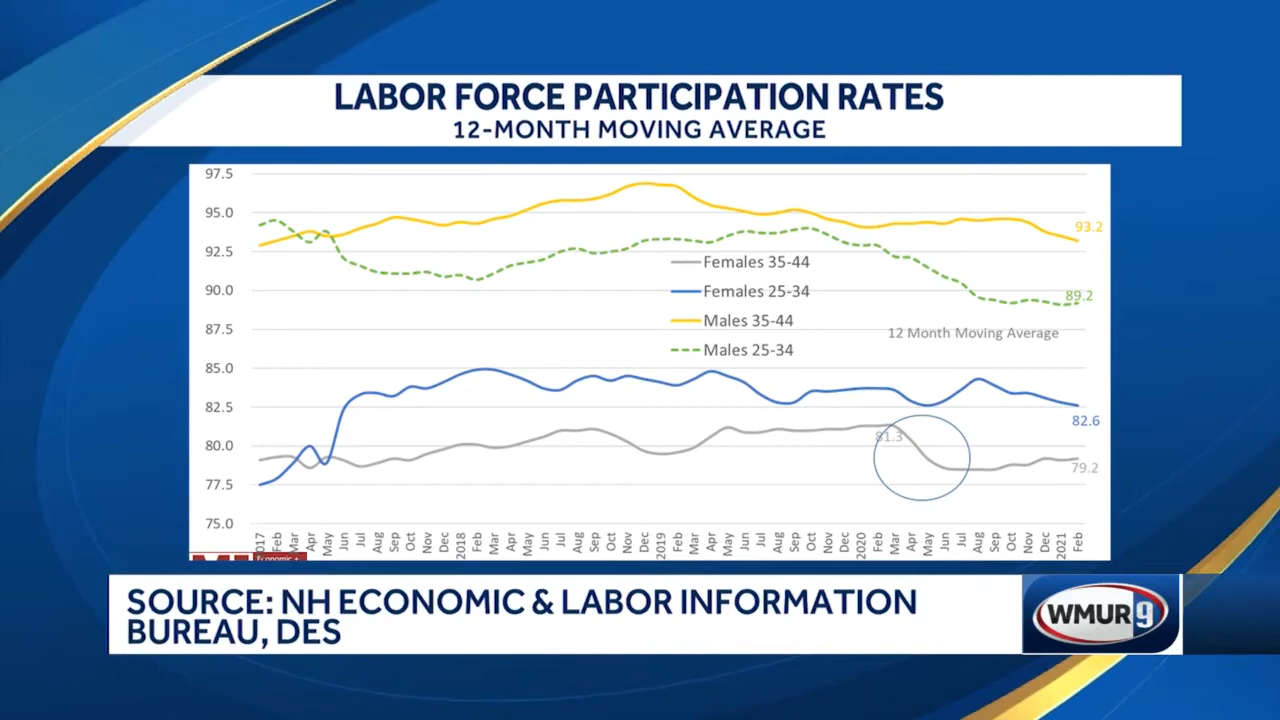 LABOR FORCE PARTICIPATION RATES
12-MONTH MOVING AVERAGE
97.5
95.0
92.5
90.0
87.5
85.0
82.5
80.0
77.5
75.0
93.2
89.2
82.6
81.3
79.2
Females 35-44
Females 25-34
Males 35-44
Males 25-34
12 Month Moving Average
017 Feb Mar Apr May Jun Jul Aug Sep Oct Nov Dec 2018 Feb Mar Apr May Jun Jul Aug Sep Oct Nov Dec 2019 Feb Mar Apr May Jun Jul Aug Sep Oct Nov Dec 2020 Feb Mar Apr May Jun Jul Aug Sep Oct Nov Dec 2021 Feb
Economic +
SOURCE: NH ECONOMIC & LABOR INFORMATION
BUREAU, DES
WMUR 9